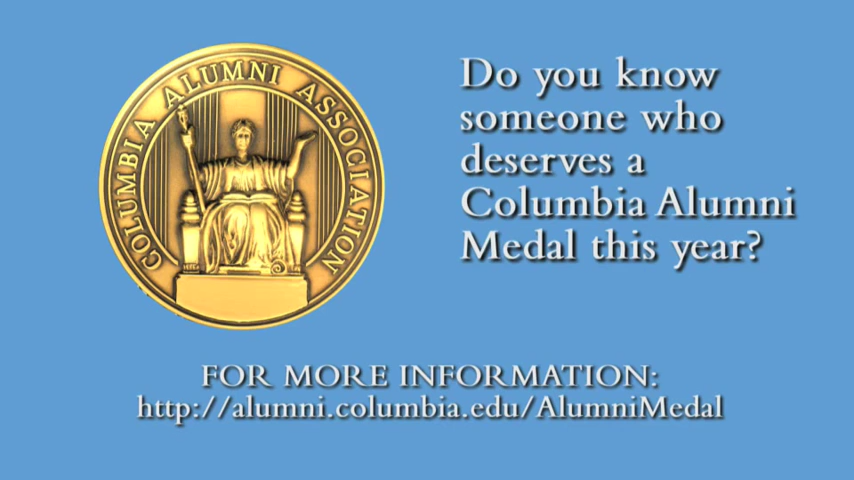 COLUMBIA ALUMNI ASSOCIATION
Do you know
someone who
deserves a
Columbia Alumni
Medal this year?
FOR MORE INFORMATION:
http://alumni.columbia.edu/AlumniMedal